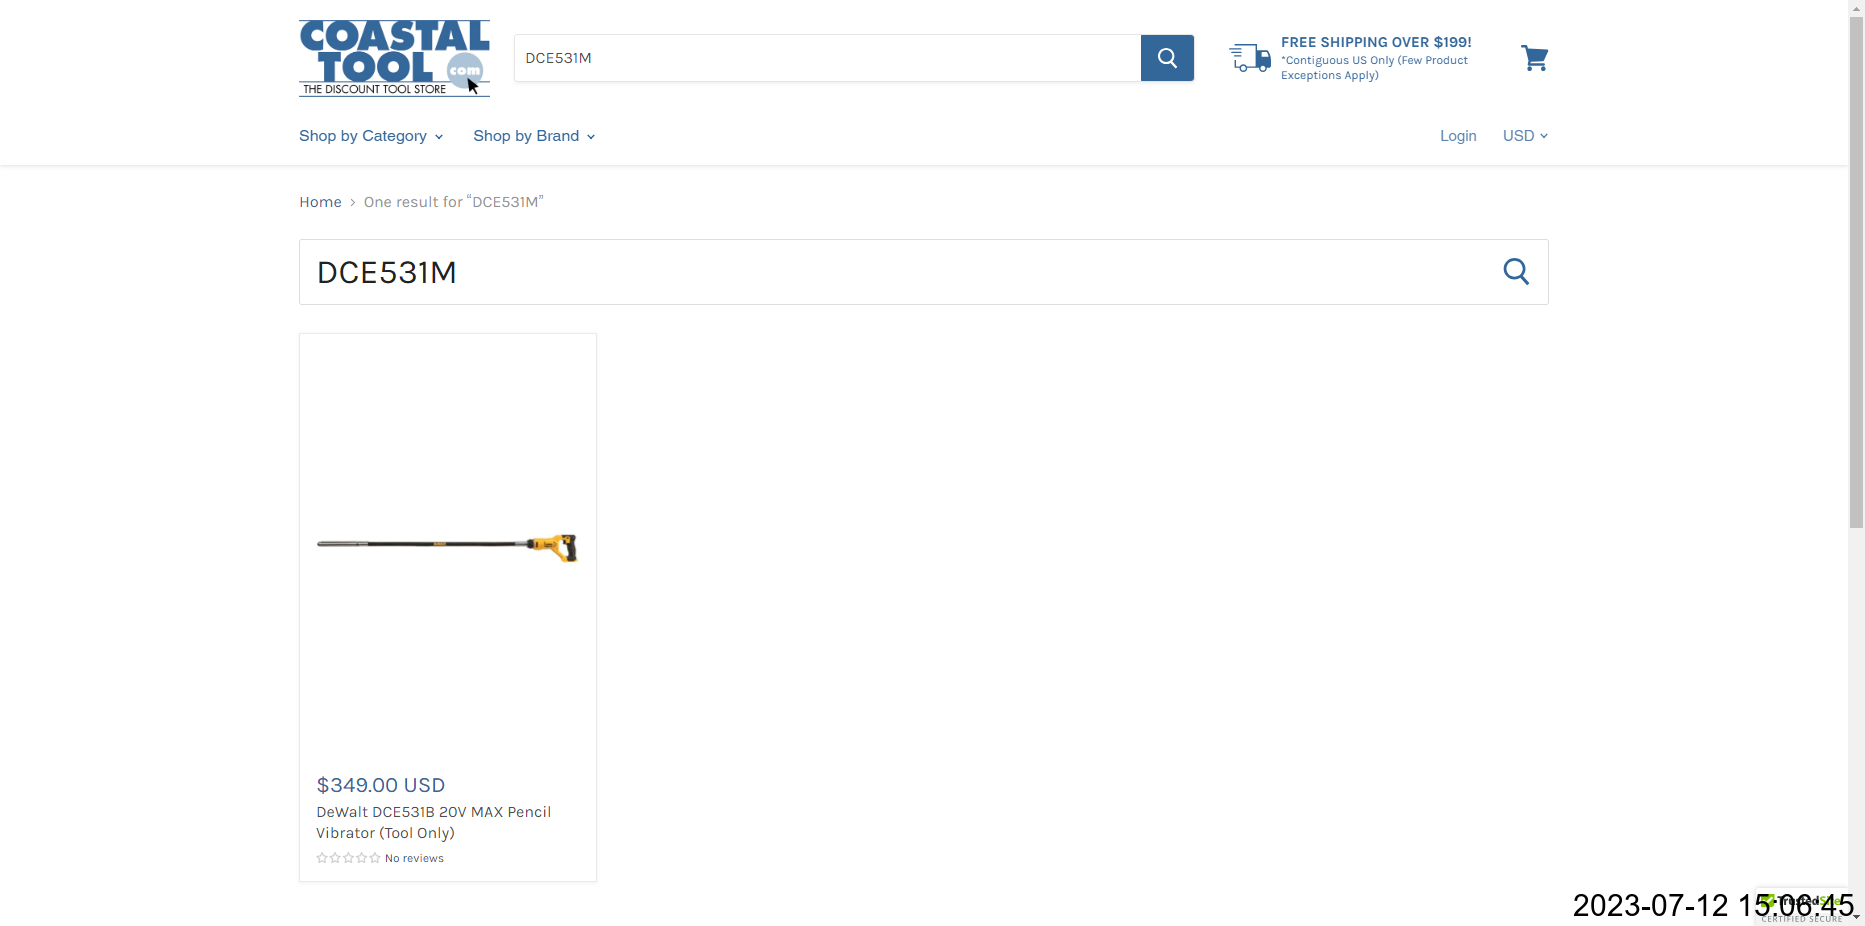 COASTAL
TOOL com
THE DISCOUNT TOOL STORE
DCE531M
FREE SHIPPING OVER $199!
*Contiguous US Only (Few Product
Exceptions Apply)
Shop by Category
Shop by Brand
Login
USD
Home > One result for “DCE531M”
DCE531M
$349.00 USD
DeWalt DCE531B 20V MAX Pencil
Vibrator (Tool Only)
No reviews
TrustedSite
CERTIFIED SECURE
2023-07-12 15:06:45